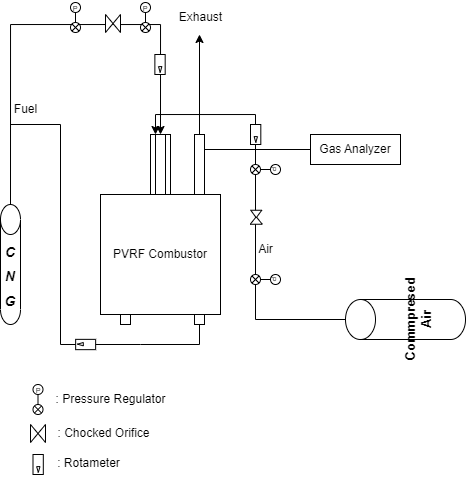 P
P
Exhaust
Fuel
Gas Analyzer
P
C
N
G
PVRF Combustor
Air
P
Commpresed
Air
P
: Pressure Regulator
: Chocked Orifice
: Rotameter